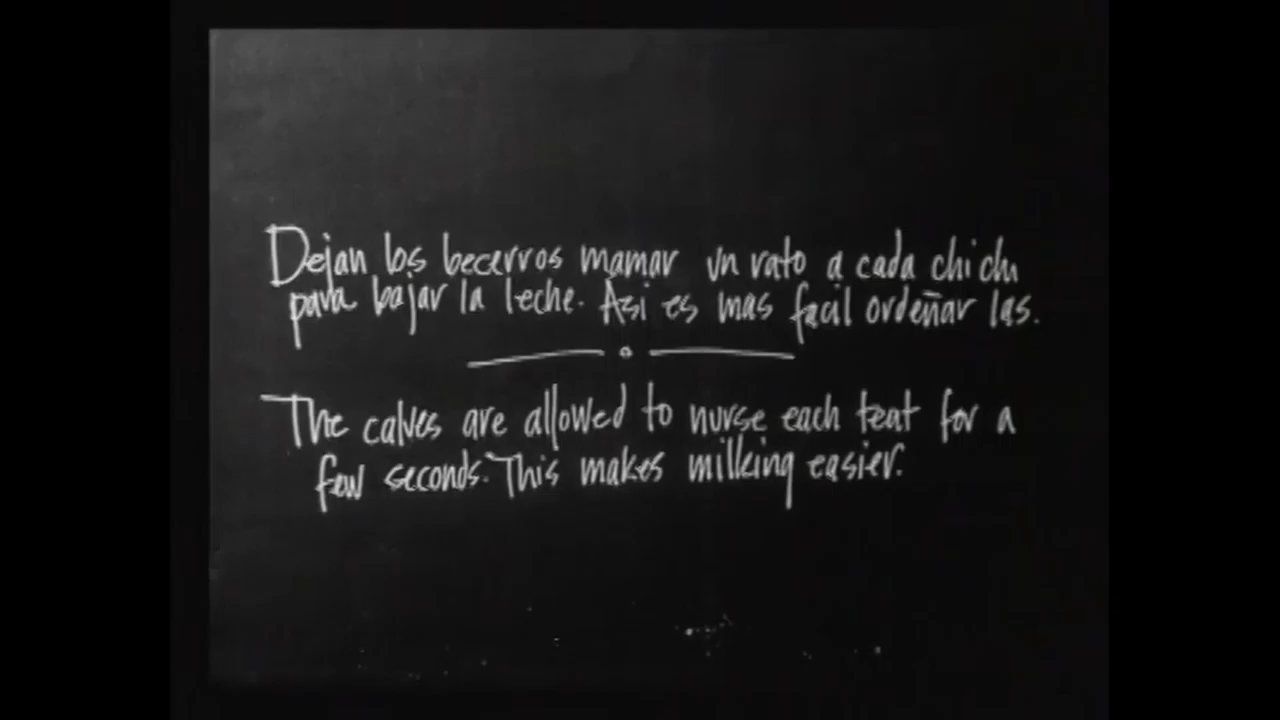 Dejan los becerros mamar un rato a cada chichi
para bajar la leche. Asi es mas facil ordeñar las.
The calves are allowed to nurse each teat for a
few seconds. This makes milking easier.